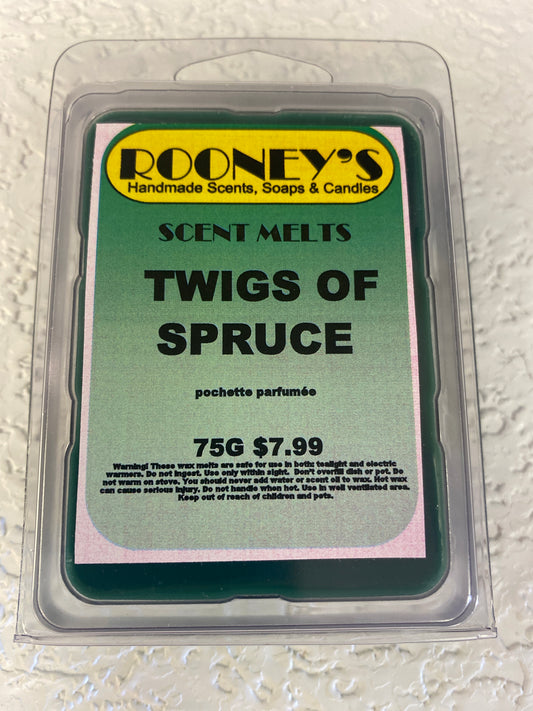 ROONEY'S
Handmade Scents, Soaps & Candles
SCENT MELTS
TWIGS OF
SPRUCE
pochette parfumée
75G $7.99
Warning! These wax melts are safe for use in both: tealight and electric
warmers. Do not ingest. Use only within sight. Don't overfill dish or pot. Do
not warm on stove. You should never add water or scent oil to wax. Hot wax
can cause serious injury. Do not handle when hot. Use in well ventilated area.
Keep out of reach of children and pets.